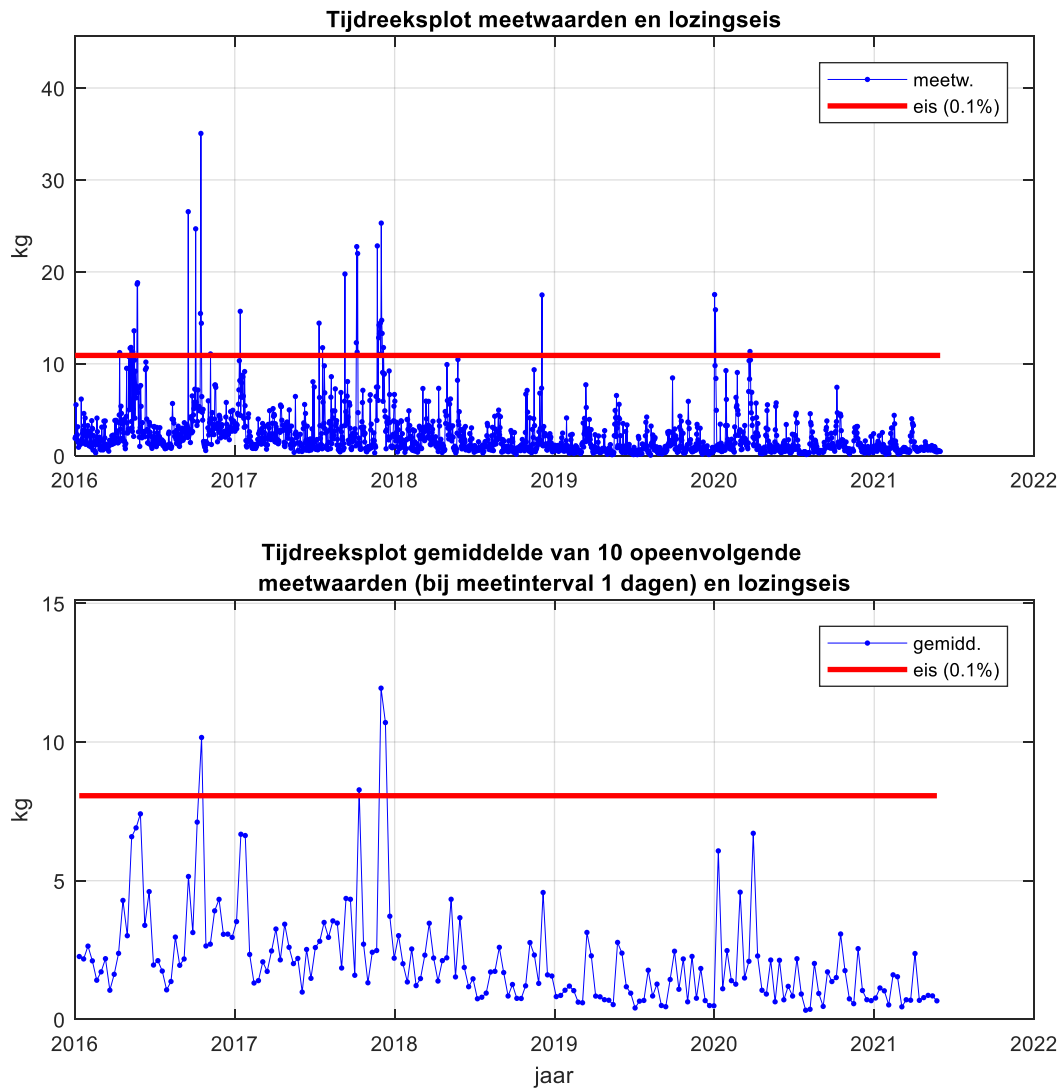 Tijdreeksplot meetwaarden en lozingseis
meetw.
eis (0.1%)
kg
40
30
20
10
0
2016 2017 2018 2019 2020 2021 2022
Tijdreeksplot gemiddelde van 10 opeenvolgende
meetwaarden (bij meetinterval 1 dagen) en lozingseis
gemidd.
eis (0.1%)
kg
15
10
5
0
2016 2017 2018 2019 2020 2021 2022
jaar